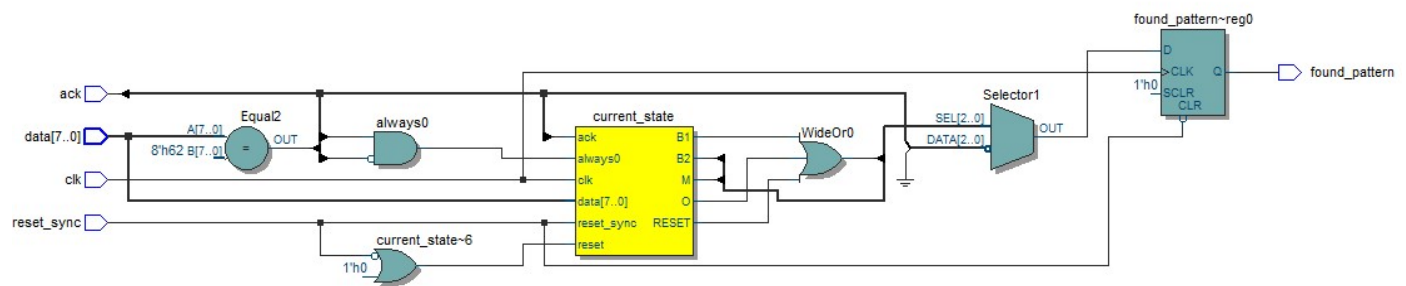 found_pattern~reg0
D
CLK
Q
1'h0
SCLR
CLR
found_pattern
ack
Equal2
A[7..0]
8'h62 B[7..0]
=
OUT
always0
current_state
ack
always0
clk
data[7..0]
reset_sync
reset
B1
B2
M
O
RESET
WideOr0
Selector1
SEL[2..0]
DATA[2..0]
OUT
data[7..0]
clk
reset_sync
current_state~6
1'h0